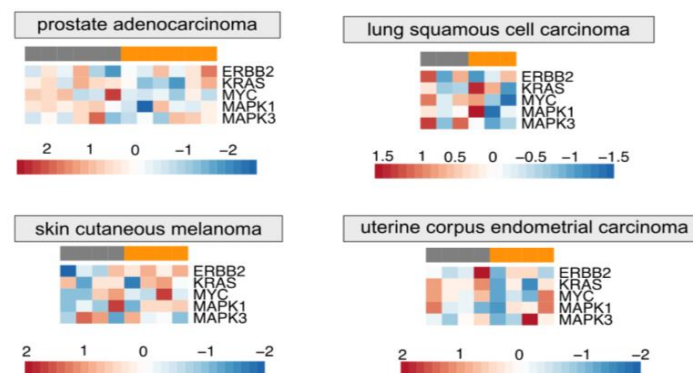 prostate adenocarcinoma
ERBB2
KRAS
MYC
MAPK1
MAPK3
2 1 0 -1 -2
lung squamous cell carcinoma
ERBB2
KRAS
MYC
MAPK1
MAPK3
1.5 1 0.5 0 -0.5 -1 -1.5
skin cutaneous melanoma
ERBB2
KRAS
MYC
MAPK1
MAPK3
2 1 0 -1 -2
uterine corpus endometrial carcinoma
ERBB2
KRAS
MYC
MAPK1
MAPK3
2 1 0 -1 -2